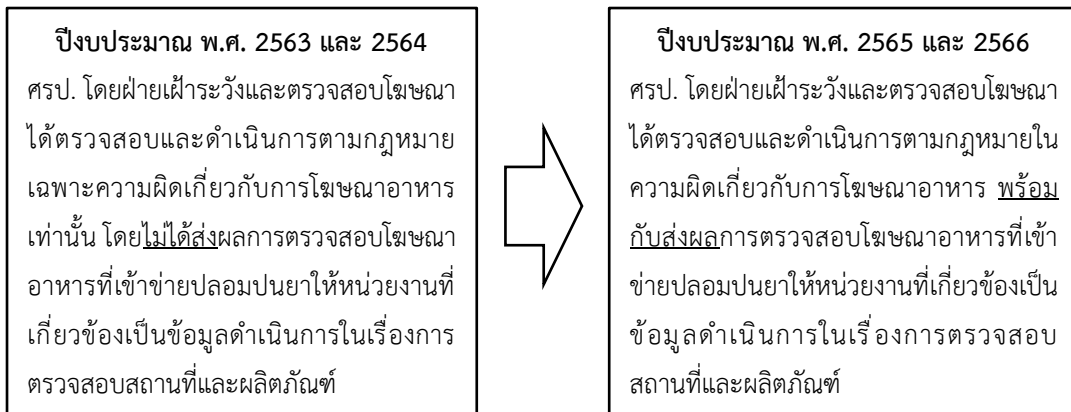 ปีงบประมาณ พ.ศ. 2563 และ 2564
ศรป. โดยฝ่ายเฝ้าระวังและตรวจสอบโฆษณา
ได้ตรวจสอบและดำเนินการตามกฎหมาย
เฉพาะความผิดเกี่ยวกับการโฆษณาอาหาร
เท่านั้น โดยไม่ได้ส่งผลการตรวจสอบโฆษณา
อาหารที่เข้าข่ายปลอมปนยาให้หน่วยงานที่
เกี่ยวข้องเป็นข้อมูลดำเนินการในเรื่องการ
ตรวจสอบสถานที่และผลิตภัณฑ์
ปีงบประมาณ พ.ศ. 2565 และ 2566
ศรป. โดยฝ่ายเฝ้าระวังและตรวจสอบโฆษณา
ได้ตรวจสอบและดำเนินการตามกฎหมายใน
ความผิดเกี่ยวกับการโฆษณาอาหาร พร้อม
กับส่งผลการตรวจสอบโฆษณาอาหารที่เข้า
ข่ายปลอมปนยาให้หน่วยงานที่เกี่ยวข้องเป็น
ข้อมูลดำเนินการในเรื่องการตรวจสอบ
สถานที่และผลิตภัณฑ์